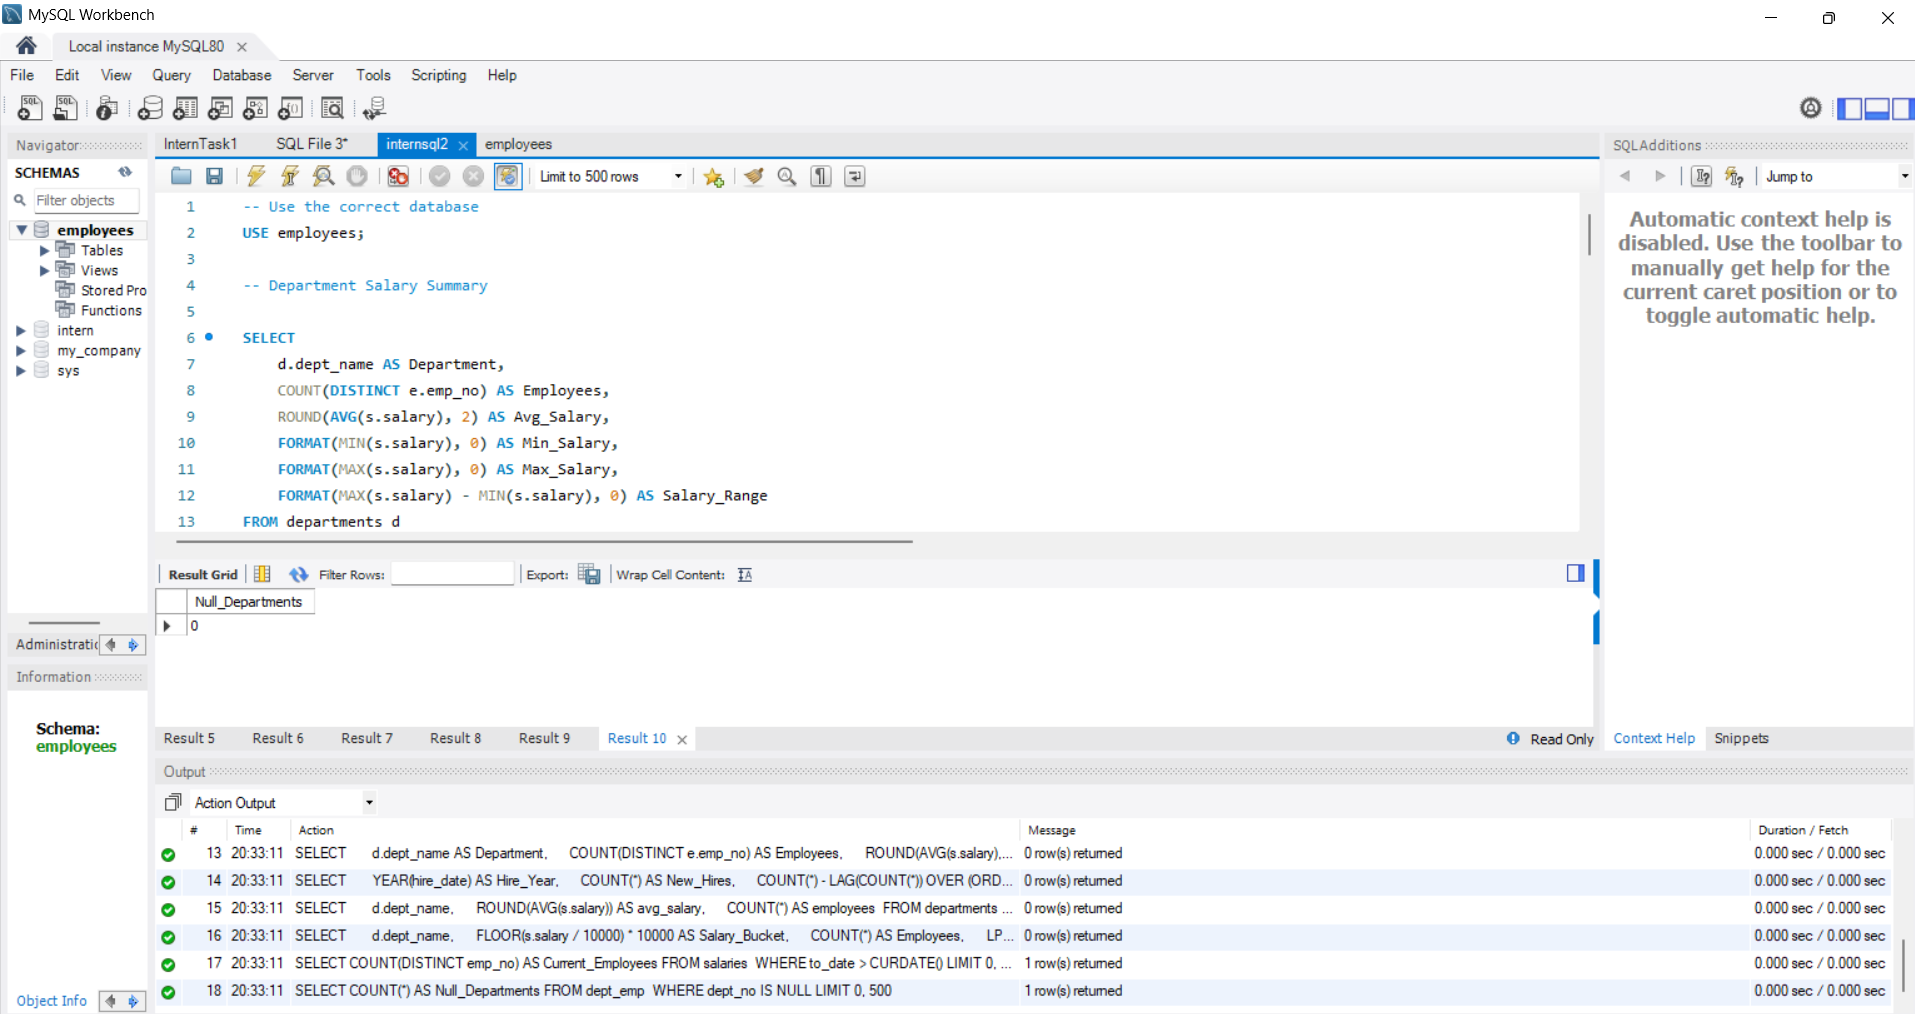 MySQL Workbench
Local instance MySQL80
File Edit View Query Database Server Tools Scripting Help
Navigator
SCHEMAS
Filter objects
employees
Tables
Views
Stored Pro
Functions
intern
my_company
sys
Administratic
Information
Schema:
employees
Object Info
InternTask1 SQL File 3* internsql2 employees
Limit to 500 rows
1 -- Use the correct database
2 USE employees;
3
4 -- Department Salary Summary
5
6 SELECT
7 d.dept_name AS Department,
8 COUNT(DISTINCT e.emp_no) AS Employees,
9 ROUND(AVG(s.salary), 2) AS Avg_Salary,
10 FORMAT(MIN(s.salary), 0) AS Min_Salary,
11 FORMAT(MAX(s.salary), 0) AS Max_Salary,
12 FORMAT(MAX(s.salary) - MIN(s.salary), 0) AS Salary_Range
13 FROM departments d
Result Grid Filter Rows: Export: Wrap Cell Content:
Null_Departments
0
Result 5 Result 6 Result 7 Result 8 Result 9 Result 10 Read Only
SQLAdditions
Jump to
Automatic context help is
disabled. Use the toolbar to
manually get help for the
current caret position or to
toggle automatic help.
Context Help Snippets
Output
Action Output
# Time Action Message Duration / Fetch
13 20:33:11 SELECT d.dept_name AS Department, COUNT(DISTINCT e.emp_no) AS Employees, ROUND(AVG(s.salary),... 0 row(s) returned 0.000 sec / 0.000 sec
14 20:33:11 SELECT YEAR(hire_date) AS Hire_Year, COUNT(*) AS New_Hires, COUNT(*) - LAG(COUNT(*)) OVER (ORD... 0 row(s) returned 0.000 sec / 0.000 sec
15 20:33:11 SELECT d.dept_name, ROUND(AVG(s.salary)) AS avg_salary, COUNT(*) AS employees FROM departments ... 0 row(s) returned 0.000 sec / 0.000 sec
16 20:33:11 SELECT d.dept_name, FLOOR(s.salary / 10000) * 10000 AS Salary_Bucket, COUNT(*) AS Employees, LP... 0 row(s) returned 0.000 sec / 0.000 sec
17 20:33:11 SELECT COUNT(DISTINCT emp_no) AS Current_Employees FROM salaries WHERE to_date > CURDATE() LIMIT 0, ... 1 row(s) returned 0.000 sec / 0.000 sec
18 20:33:11 SELECT COUNT(*) AS Null_Departments FROM dept_emp WHERE dept_no IS NULL LIMIT 0, 500 1 row(s) returned 0.000 sec / 0.000 sec